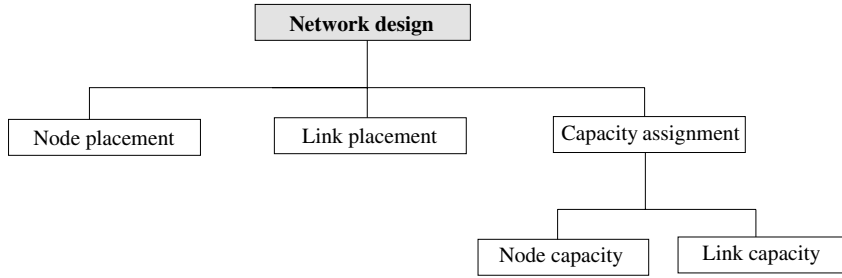 Network design
Node placement
Link placement
Capacity assignment
Node capacity
Link capacity